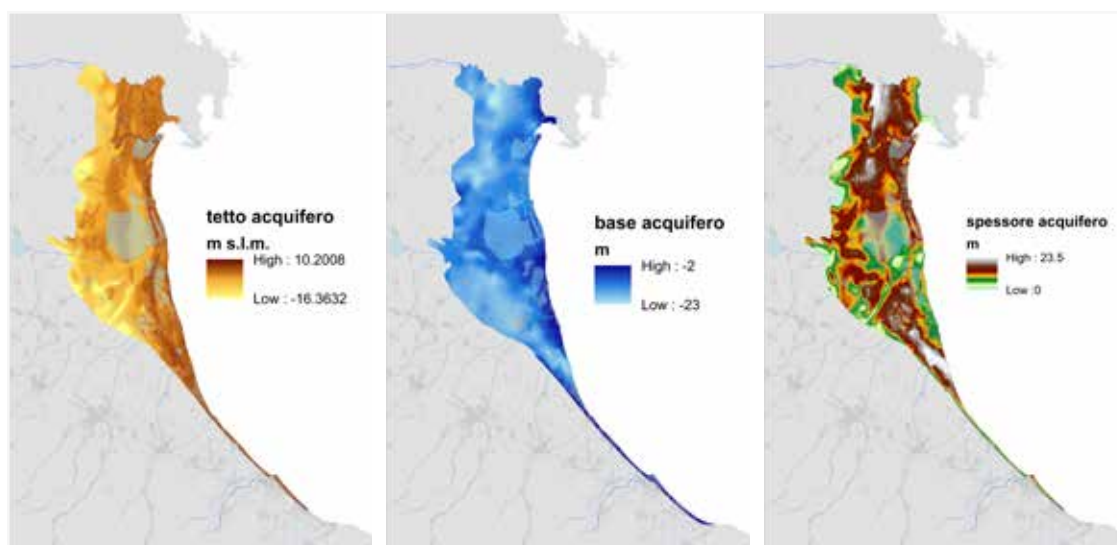 tetto acquifero
m s.l.m.
High : 10.2008
Low : -16.3632
base acquifero
m
High : -2
Low : -23
spessore acquifero
m
High : 23.5
Low :0